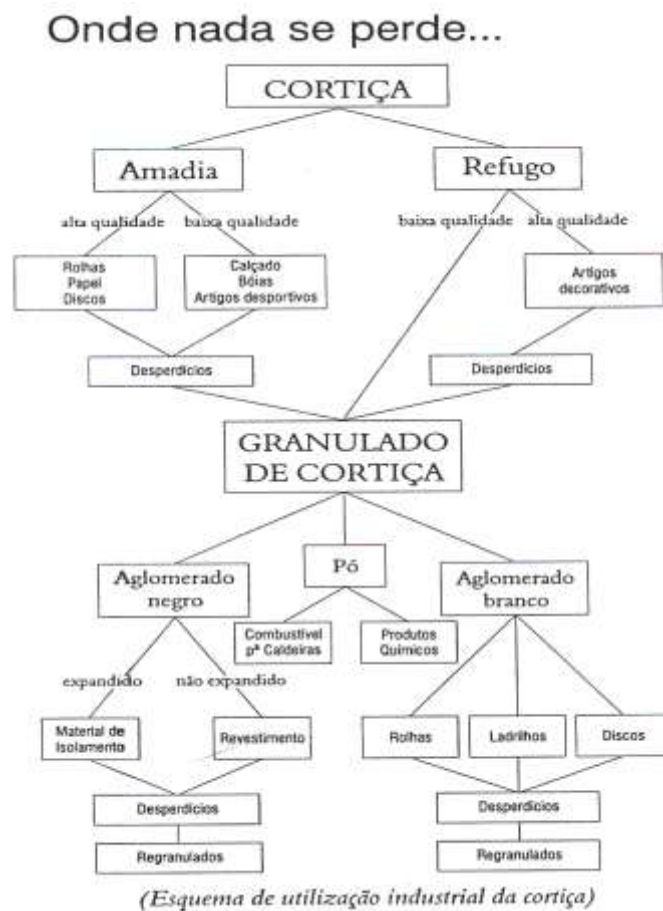 Onde nada se perde...
CORTIÇA
Amadia
Refugo
alta qualidade
baixa qualidade
baixa qualidade
alta qualidade
Rolhas
Papel
Discos
Calçado
Bóias
Artigos desportivos
Artigos
decorativos
Desperdícios
Desperdícios
GRANULADO
DE CORTIÇA
Aglomerado
negro
Pó
Aglomerado
branco
Combustível
pª Caldeiras
Produtos
Químicos
expandido
não expandido
Material de
Isolamento
Revestimento
Rolhas
Ladrilhos
Discos
Desperdícios
Desperdícios
Regranulados
Regranulados
(Esquema de utilização industrial da cortiça)